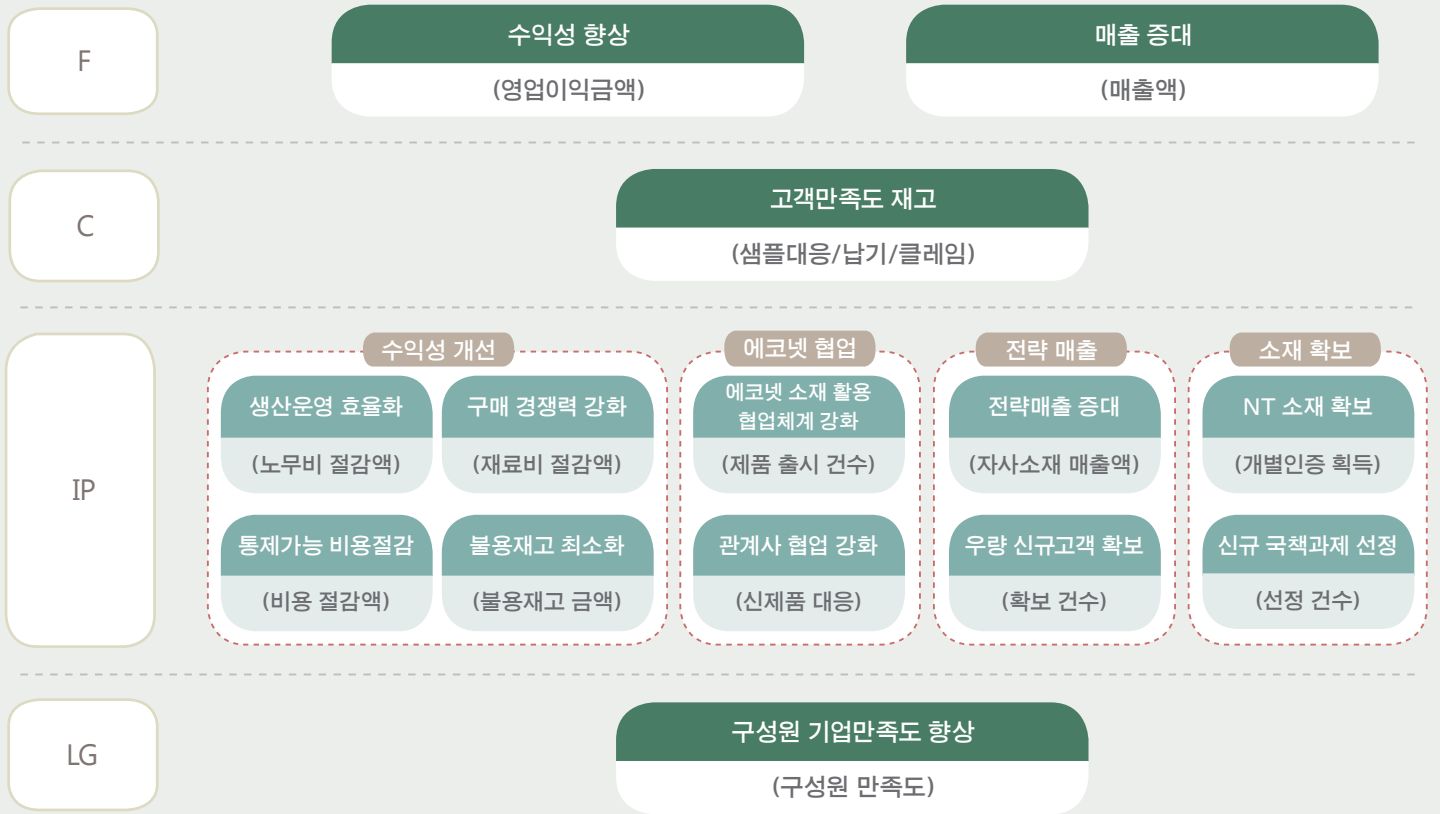 F
수익성 향상
(영업이익금액)
매출 증대
(매출액)
C
고객만족도 재고
(샘플대응/납기/클레임)
IP
수익성 개선
생산운영 효율화
(노무비 절감액)
구매 경쟁력 강화
(재료비 절감액)
통제가능 비용절감
(비용 절감액)
불용재고 최소화
(불용재고 금액)
에코넷 협업
에코넷 소재 활용
협업체계 강화
(제품 출시 건수)
관계사 협업 강화
(신제품 대응)
전략 매출
전략매출 증대
(자사소재 매출액)
우량 신규고객 확보
(확보 건수)
소재 확보
NT 소재 확보
(개별인증 획득)
신규 국책과제 선정
(선정 건수)
LG
구성원 기업만족도 향상
(구성원 만족도)